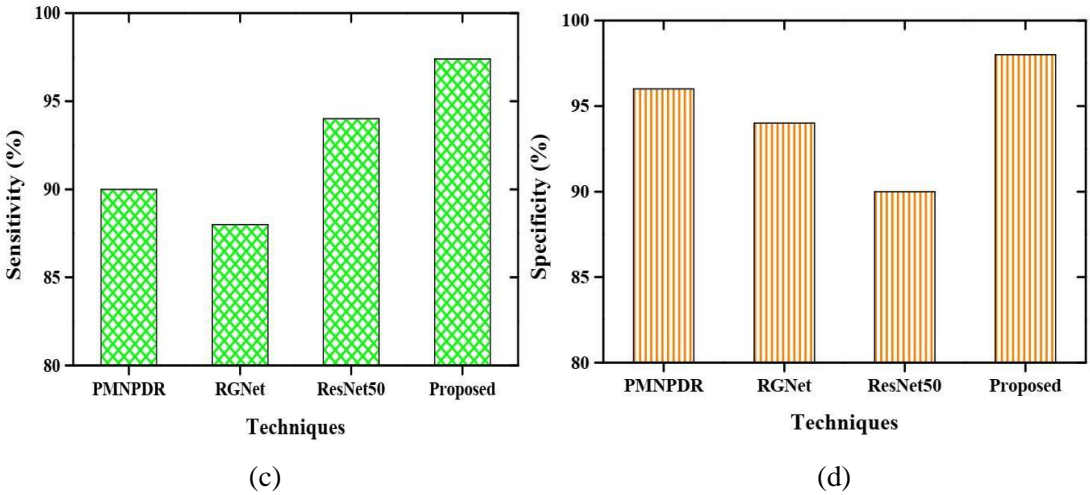 100
95
90
85
80
Sensitivity (%)
PMNPDR RGNet ResNet50 Proposed
Techniques
(c)
100
95
90
85
80
Specificity (%)
PMNPDR RGNet ResNet50 Proposed
Techniques
(d)